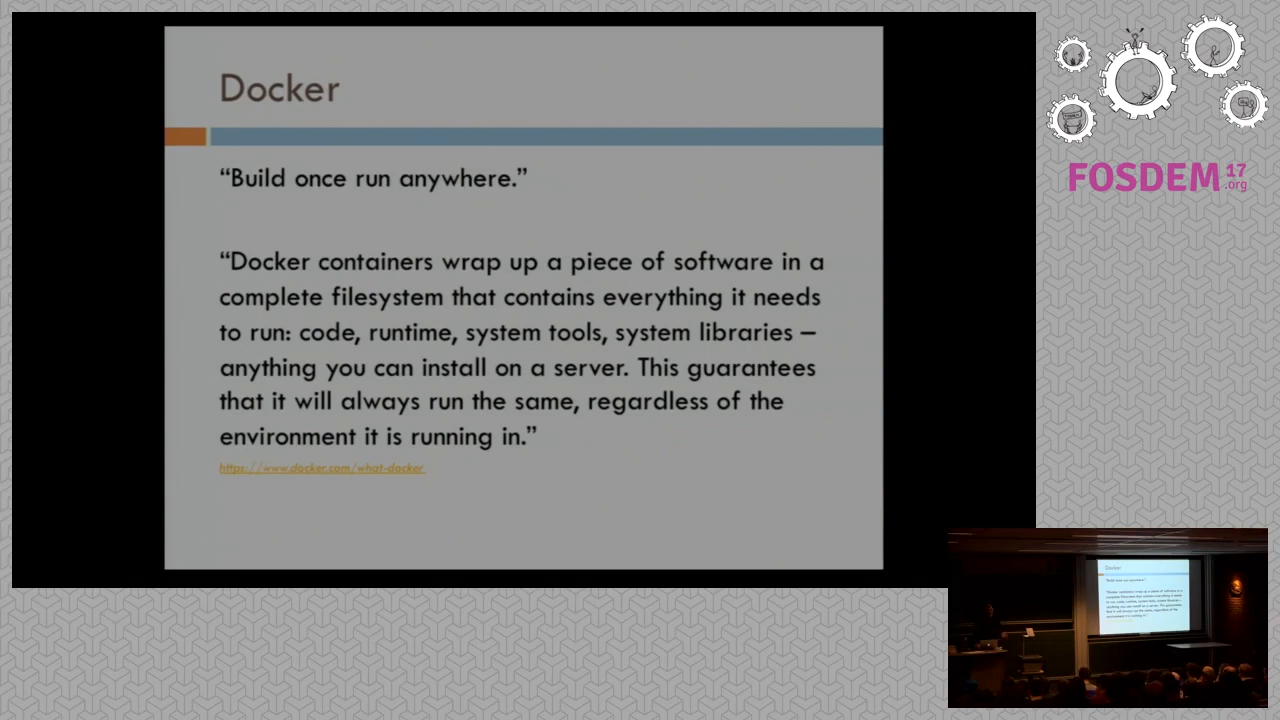 Docker
“Build once run anywhere.”
“Docker containers wrap up a piece of software in a
complete filesystem that contains everything it needs
to run: code, runtime, system tools, system libraries –
anything you can install on a server. This guarantees
that it will always run the same, regardless of the
environment it is running in.”
https://www.docker.com/what-docker
FOSDEM 17
.org
Docker